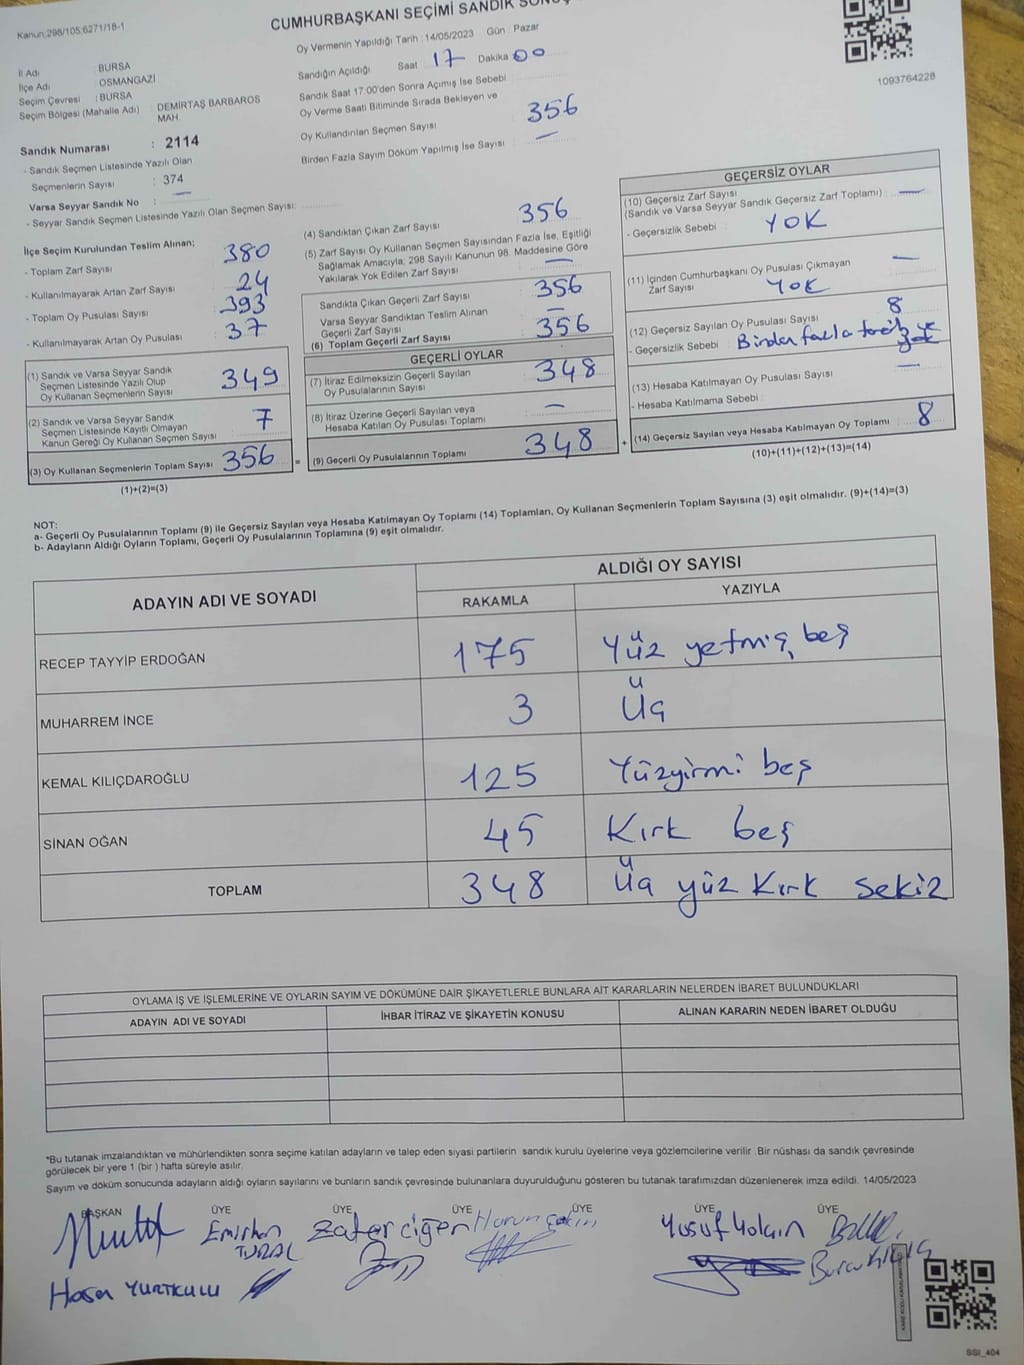 Kanun:298/105;6271/18-1
CUMHURBAŞKANI SEÇİMİ SANDIK
Oy Vermenin Yapıldığı Tarih : 14/05/2023 Gün : Pazar
İl Adı : BURSA
İlçe Adı : OSMANGAZİ
Seçim Çevresi : BURSA
Seçim Bölgesi (Mahalle Adı) : DEMİRTAŞ BARBAROS MAH.
Sandık Numarası : 2114
- Sandık Seçmen Listesinde Yazılı Olan
Seçmenlerin Sayısı : 374
Varsa Seyyar Sandık No : —
- Seyyar Sandık Seçmen Listesinde Yazılı Olan Seçmen Sayısı:
Sandığın Açıldığı Saat 17 Dakika 00
Sandık Saat 17:00'den Sonra Açımış İse Sebebi :
Oy Verme Saati Bitiminde Sırada Bekleyen ve
Oy Kullandırılan Seçmen Sayısı : 356
Birden Fazla Sayım Döküm Yapılmış İse Sayısı : —
1093764228
İlçe Seçim Kurulundan Teslim Alınan;
- Toplam Zarf Sayısı : 380
- Kullanılmayarak Artan Zarf Sayısı : 24
- Toplam Oy Pusulası Sayısı : 393
- Kullanılmayarak Artan Oy Pusulası : 37
(1) Sandık ve Varsa Seyyar Sandık
Seçmen Listesinde Yazılı Olup
Oy Kullanan Seçmenlerin Sayısı : 349
(2) Sandık ve Varsa Seyyar Sandık
Seçmen Listesinde Kayıtlı Olmayan
Kanun Gereği Oy Kullanan Seçmen Sayısı : 7
(3) Oy Kullanan Seçmenlerin Toplam Sayısı : 356
(1)+(2)=(3)
(4) Sandıktan Çıkan Zarf Sayısı : 356
(5) Zarf Sayısı Oy Kullanan Seçmen Sayısından Fazla İse, Eşitliği
Sağlamak Amacıyla; 298 Sayılı Kanunun 98. Maddesine Göre
Yakılarak Yok Edilen Zarf Sayısı : —
Sandıkta Çıkan Geçerli Zarf Sayısı : 356
Varsa Seyyar Sandıktan Teslim Alınan
Geçerli Zarf Sayısı : —
(6) Toplam Geçerli Zarf Sayısı : 356
GEÇERLİ OYLAR
(7) İtiraz Edilmeksizin Geçerli Sayılan
Oy Pusulalarının Sayısı : 348
(8) İtiraz Üzerine Geçerli Sayılan veya
Hesaba Katılan Oy Pusulası Toplamı : —
(9) Geçerli Oy Pusulalarının Toplamı : 348
GEÇERSİZ OYLAR
(10) Geçersiz Zarf Sayısı
(Sandık ve Varsa Seyyar Sandık Geçersiz Zarf Toplamı) : —
- Geçersizlik Sebebi : YOK
(11) İçinden Cumhurbaşkanı Oy Pusulası Çıkmayan
Zarf Sayısı : — YOK
(12) Geçersiz Sayılan Oy Pusulası Sayısı : 8
- Geçersizlik Sebebi Birden fazla tercih
(13) Hesaba Katılmayan Oy Pusulası Sayısı : —
- Hesaba Katılmama Sebebi :
+ (14) Geçersiz Sayılan veya Hesaba Katılmayan Oy Toplamı : 8
(10)+(11)+(12)+(13)=(14)
NOT:
a- Geçerli Oy Pusulalarının Toplamı (9) ile Geçersiz Sayılan veya Hesaba Katılmayan Oy Toplamı (14) Toplamları, Oy Kullanan Seçmenlerin Toplam Sayısına (3) eşit olmalıdır. (9)+(14)=(3)
b- Adayların Aldığı Oyların Toplamı, Geçerli Oy Pusulalarının Toplamına (9) eşit olmalıdır.
ADAYIN ADI VE SOYADI ALDIĞI OY SAYISI
RAKAMLA YAZIYLA
RECEP TAYYİP ERDOĞAN 175 Yüz yetmiş beş
MUHARREM İNCE 3 Üç
KEMAL KILIÇDAROĞLU 125 Yüzyirmi beş
SİNAN OĞAN 45 Kırk beş
TOPLAM 348 Üç yüz Kırk sekiz
OYLAMA İŞ VE İŞLEMLERİNE VE OYLARIN SAYIM VE DÖKÜMÜNE DAİR ŞİKAYETLERLE BUNLARA AİT KARARLARIN NELERDEN İBARET BULUNDUKLARI
ADAYIN ADI VE SOYADI İHBAR İTİRAZ VE ŞİKAYETİN KONUSU ALINAN KARARIN NEDEN İBARET OLDUĞU
*Bu tutanak imzalandıktan ve mühürlendikten sonra seçime katılan adayların ve talep eden siyasi partilerin sandık kurulu üyelerine veya gözlemcilerine verilir. Bir nüshası da sandık çevresinde
görülecek bir yere 1 (bir) hafta süreyle asılır.
Sayım ve döküm sonucunda adayların aldığı oyların sayılarını ve bunların sandık çevresinde bulunanlara duyurulduğunu gösteren bu tutanak tarafımızdan düzenlenerek imza edildi. 14/05/2023
BAŞKAN ÜYE ÜYE ÜYE ÜYE ÜYE
Emirhan TURAL Zafer Çiğen Harun Yusuf Yolçın
Hasan YURTKULU Burcu
SSI_404